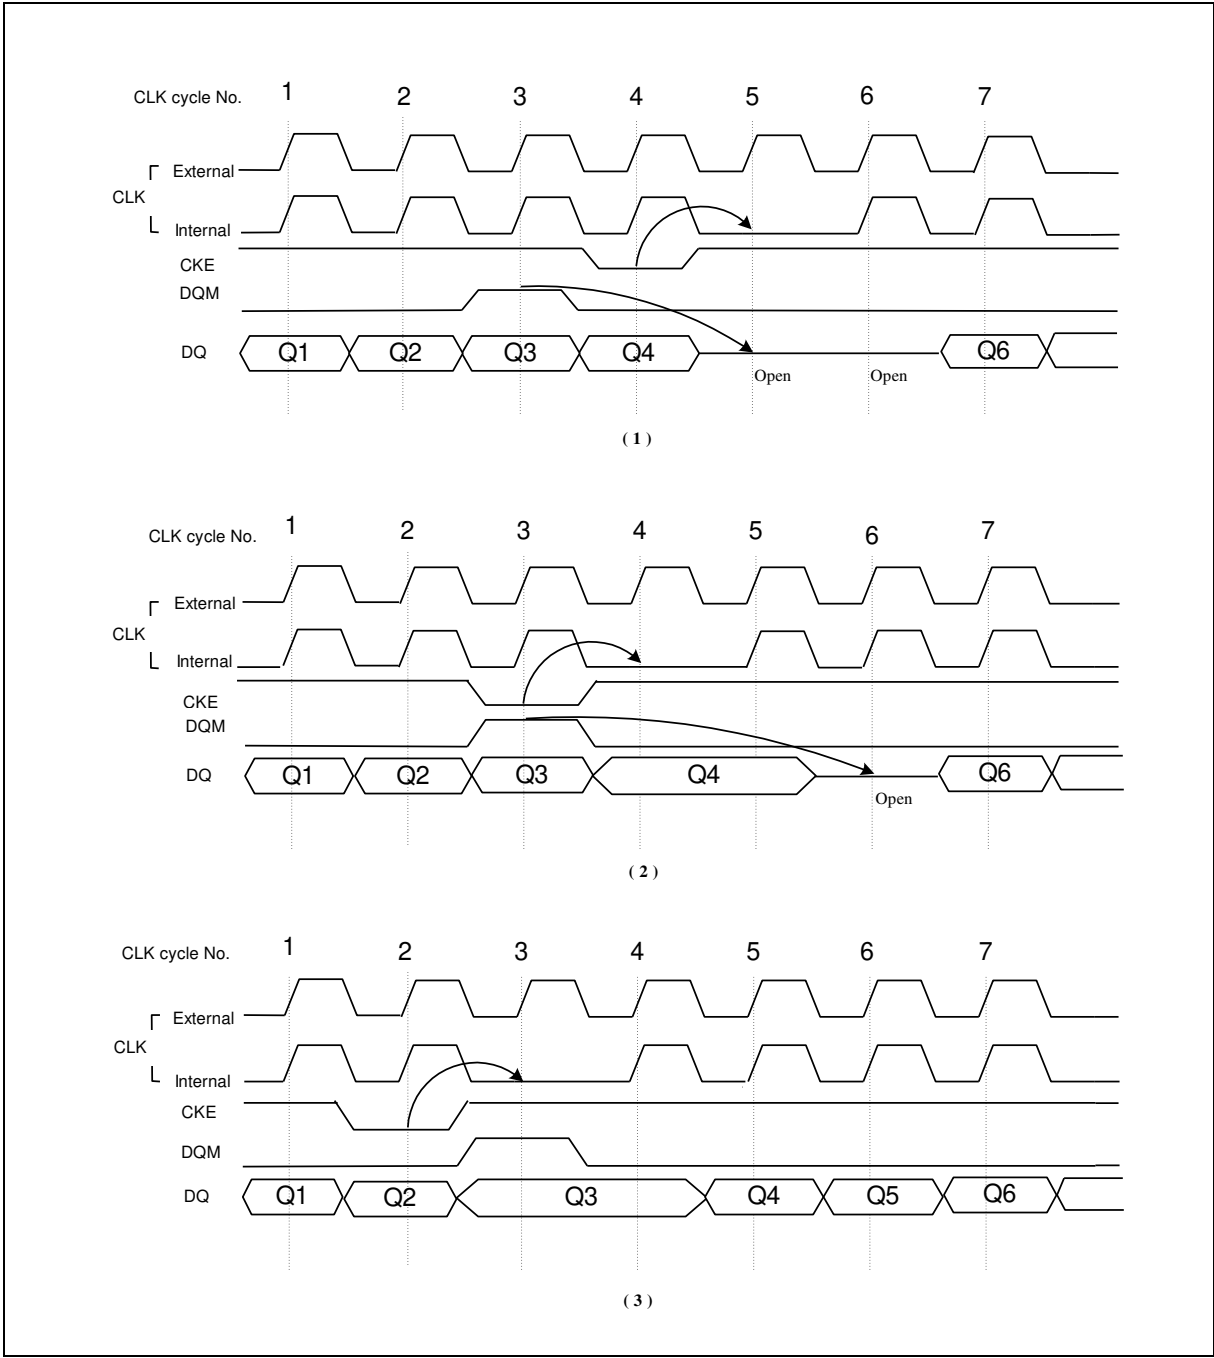 CLK cycle No. 1 2 3 4 5 6 7
External
CLK
Internal
CKE
DQM
DQ Q1 Q2 Q3 Q4 Q6
Open Open
( 1 )
CLK cycle No. 1 2 3 4 5 6 7
External
CLK
Internal
CKE
DQM
DQ Q1 Q2 Q3 Q4 Q6
Open
( 2 )
CLK cycle No. 1 2 3 4 5 6 7
External
CLK
Internal
CKE
DQM
DQ Q1 Q2 Q3 Q4 Q5 Q6
( 3 )